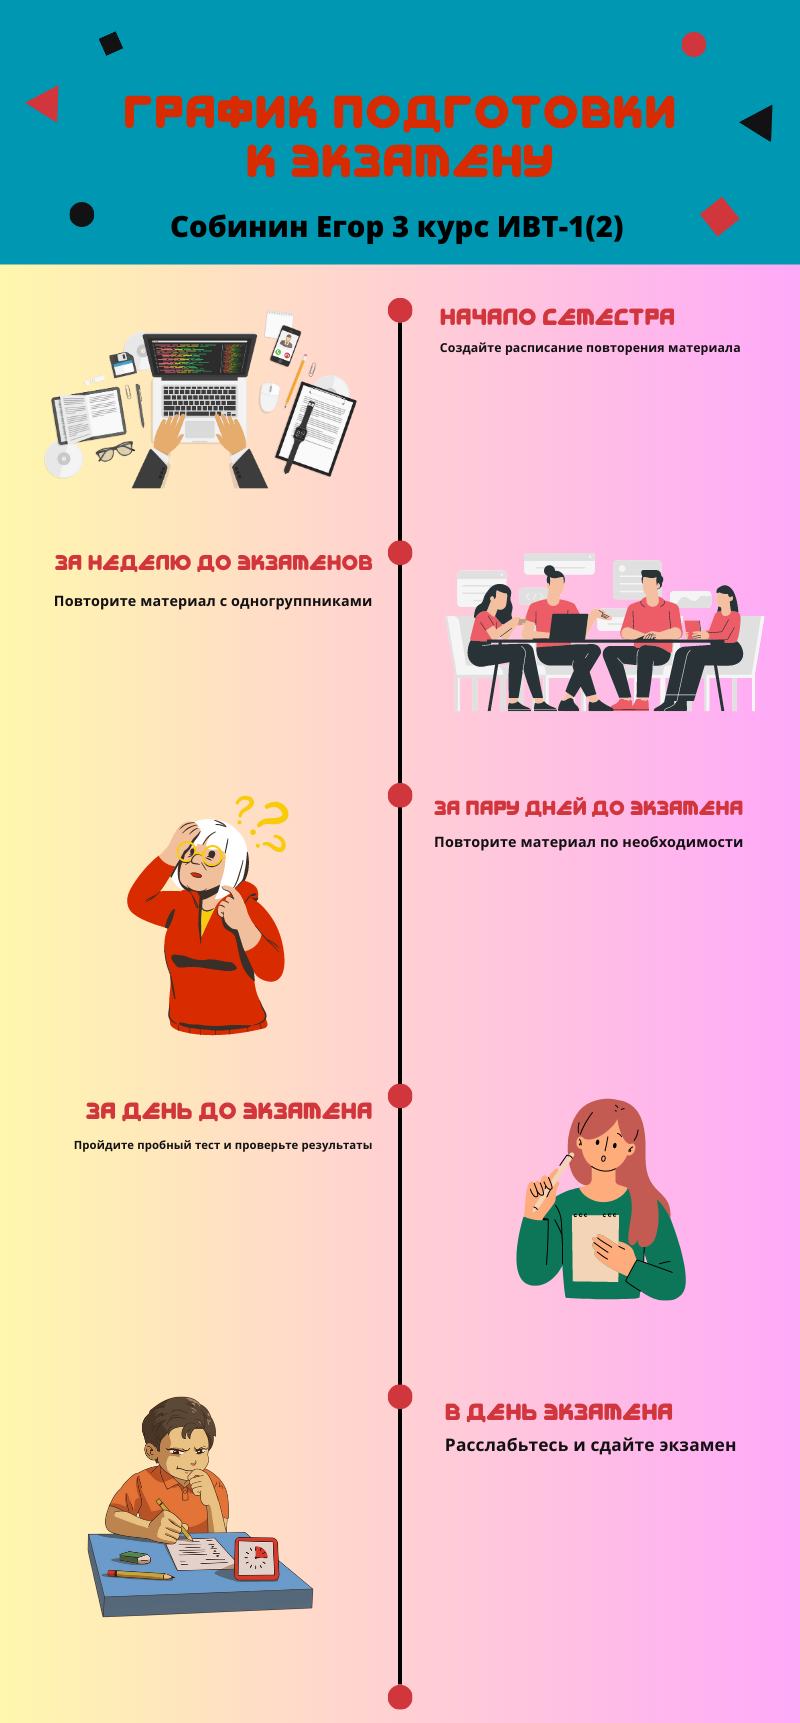 ГРАФИК ПОДГОТОВКИ
К ЭКЗАМЕНУ
Собинин Егор 3 курс ИВТ-1(2)
НАЧАЛО СЕМЕСТРА
Создайте расписание повторения материала
ЗА НЕДЕЛЮ ДО ЭКЗАМЕНОВ
Повторите материал с одногруппниками
ЗА ПАРУ ДНЕЙ ДО ЭКЗАМЕНА
Повторите материал по необходимости
ЗА ДЕНЬ ДО ЭКЗАМЕНА
Пройдите пробный тест и проверьте результаты
В ДЕНЬ ЭКЗАМЕНА
Расслабьтесь и сдайте экзамен